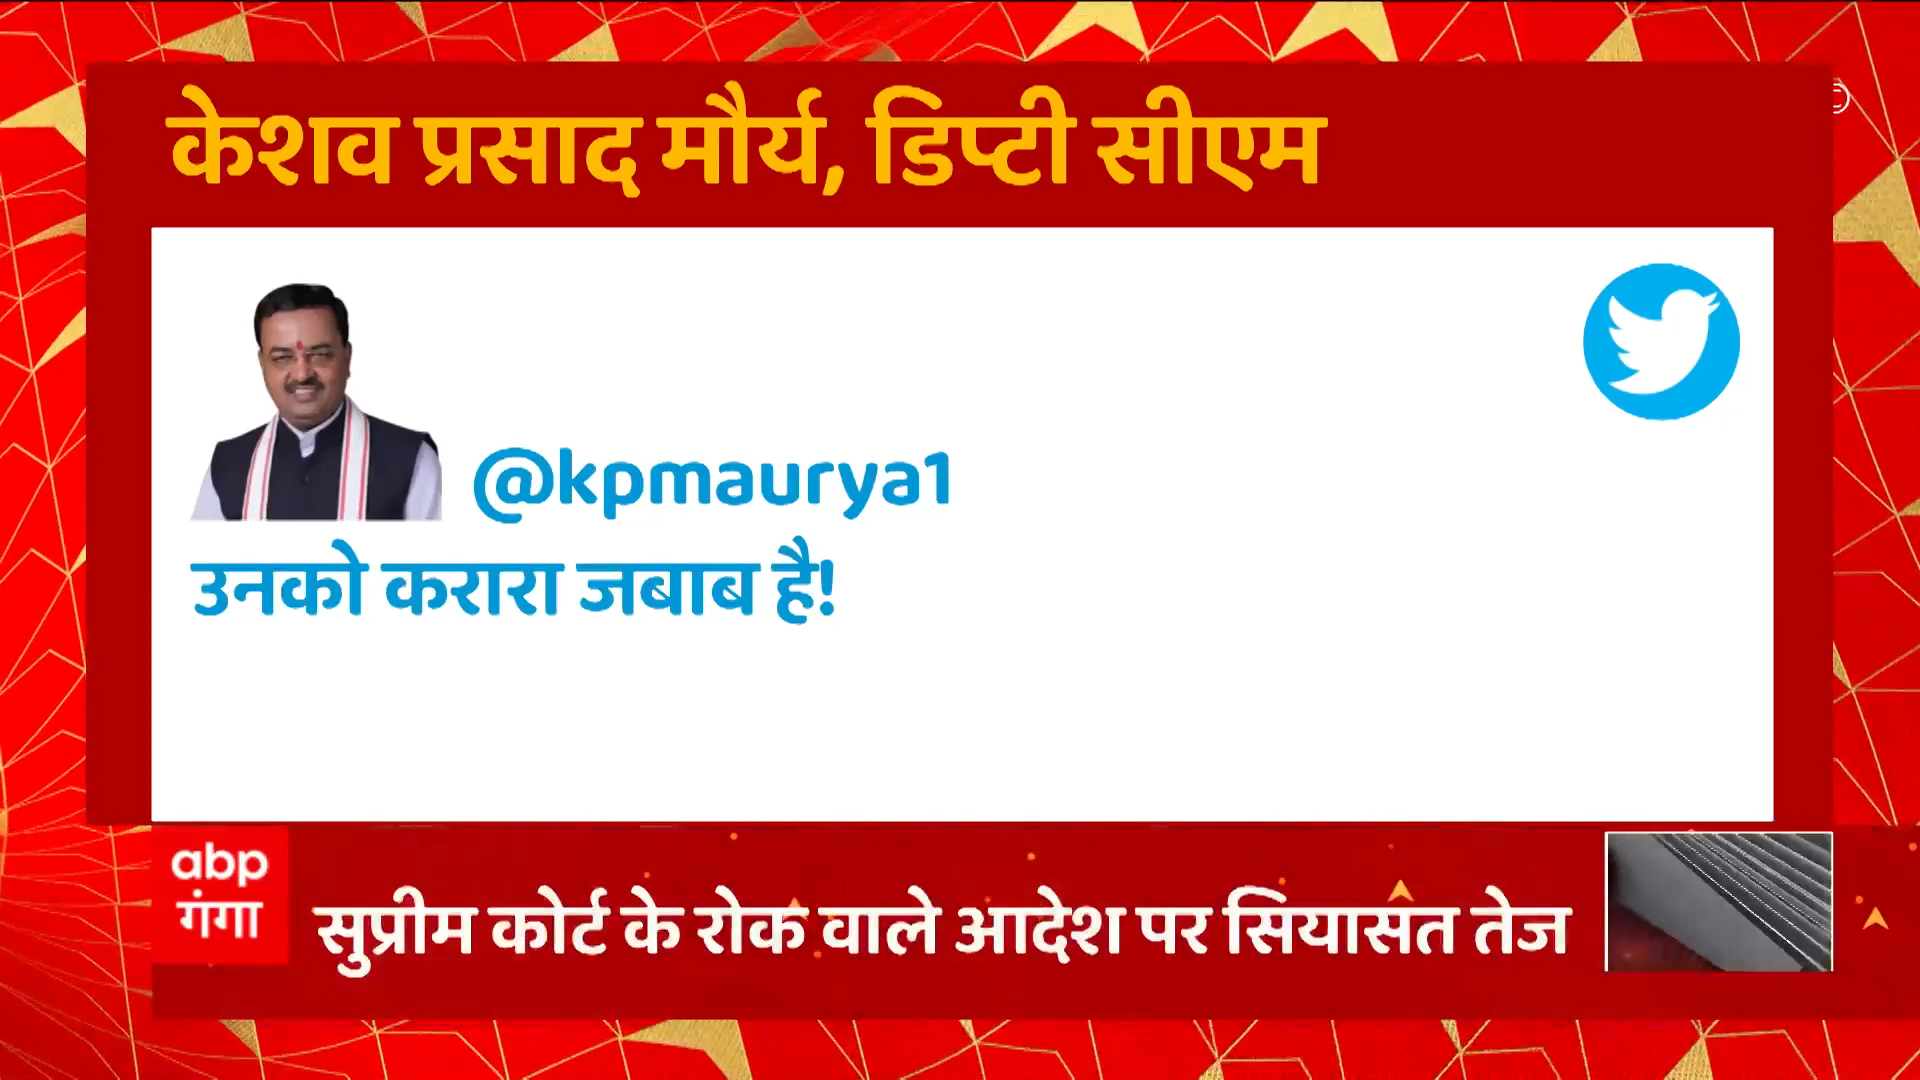 केशव प्रसाद मौर्य, डिप्टी सीएम
@kpmaurya1
उनको करारा जबाब है!
abp
गंगा
सुप्रीम कोर्ट के रोक वाले आदेश पर सियासत तेज